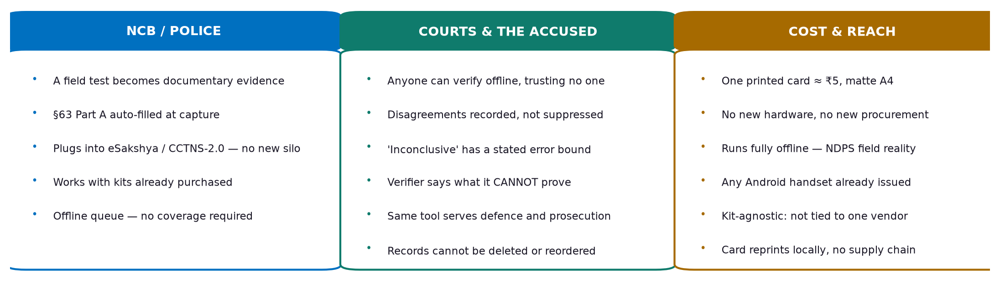 NCB / POLICE
• A field test becomes documentary evidence
• §63 Part A auto-filled at capture
• Plugs into eSakshya / CCTNS-2.0 — no new silo
• Works with kits already purchased
• Offline queue — no coverage required
COURTS & THE ACCUSED
• Anyone can verify offline, trusting no one
• Disagreements recorded, not suppressed
• 'Inconclusive' has a stated error bound
• Verifier says what it CANNOT prove
• Same tool serves defence and prosecution
• Records cannot be deleted or reordered
COST & REACH
• One printed card ≈ ₹5, matte A4
• No new hardware, no new procurement
• Runs fully offline — NDPS field reality
• Any Android handset already issued
• Kit-agnostic: not tied to one vendor
• Card reprints locally, no supply chain